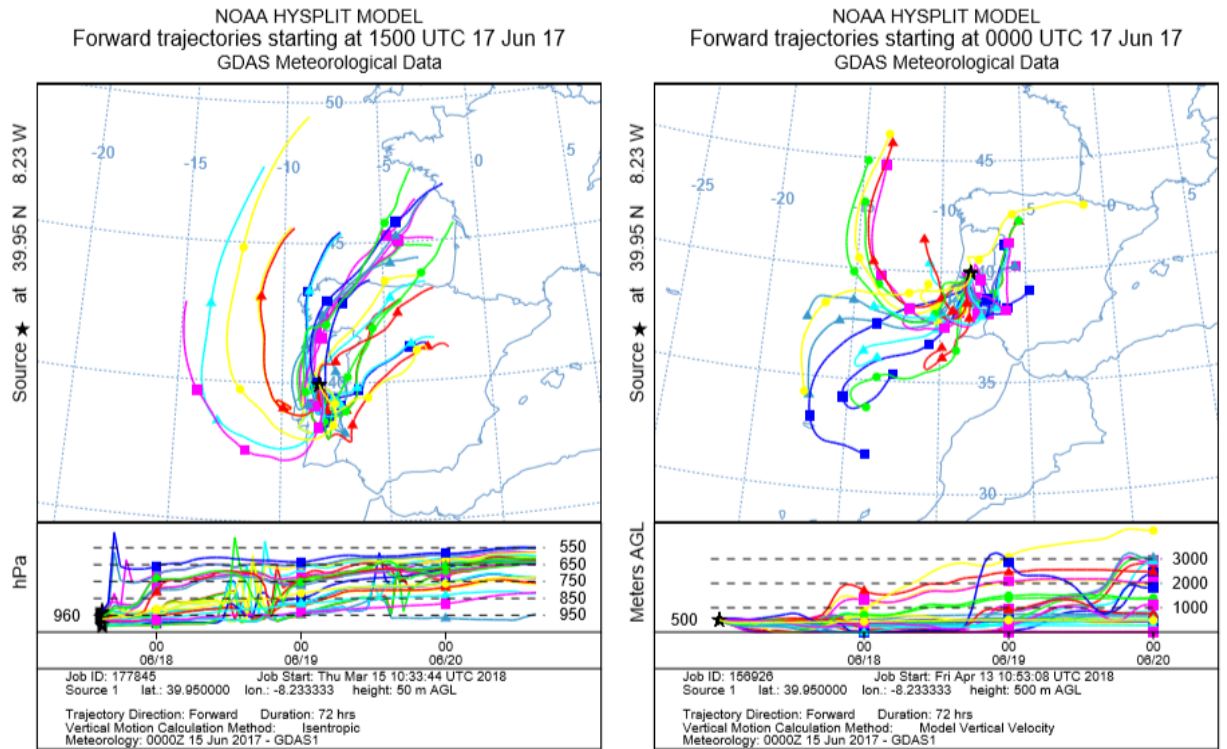 NOAA HYSPLIT MODEL
Forward trajectories starting at 1500 UTC 17 Jun 17
GDAS Meteorological Data
Source ★ at 39.95 N 8.23 W
-20
-15
-10
-5
0
5
50
45
40
hPa
960
550
650
750
850
950
00
06/18
00
06/19
00
06/20
Job ID: 177845 Job Start: Thu Mar 15 10:33:44 UTC 2018
Source 1 lat.: 39.950000 lon.: -8.233333 height: 50 m AGL
Trajectory Direction: Forward Duration: 72 hrs
Vertical Motion Calculation Method: Isentropic
Meteorology: 0000Z 15 Jun 2017 - GDAS1
NOAA HYSPLIT MODEL
Forward trajectories starting at 0000 UTC 17 Jun 17
GDAS Meteorological Data
Source ★ at 39.95 N 8.23 W
-25
-20
-10
-5
0
5
45
40
35
30
Meters AGL
500
3000
2000
1000
00
06/18
00
06/19
00
06/20
Job ID: 156926 Job Start: Fri Apr 13 10:53:08 UTC 2018
Source 1 lat.: 39.950000 lon.: -8.233333 height: 500 m AGL
Trajectory Direction: Forward Duration: 72 hrs
Vertical Motion Calculation Method: Model Vertical Velocity
Meteorology: 0000Z 15 Jun 2017 - GDAS1